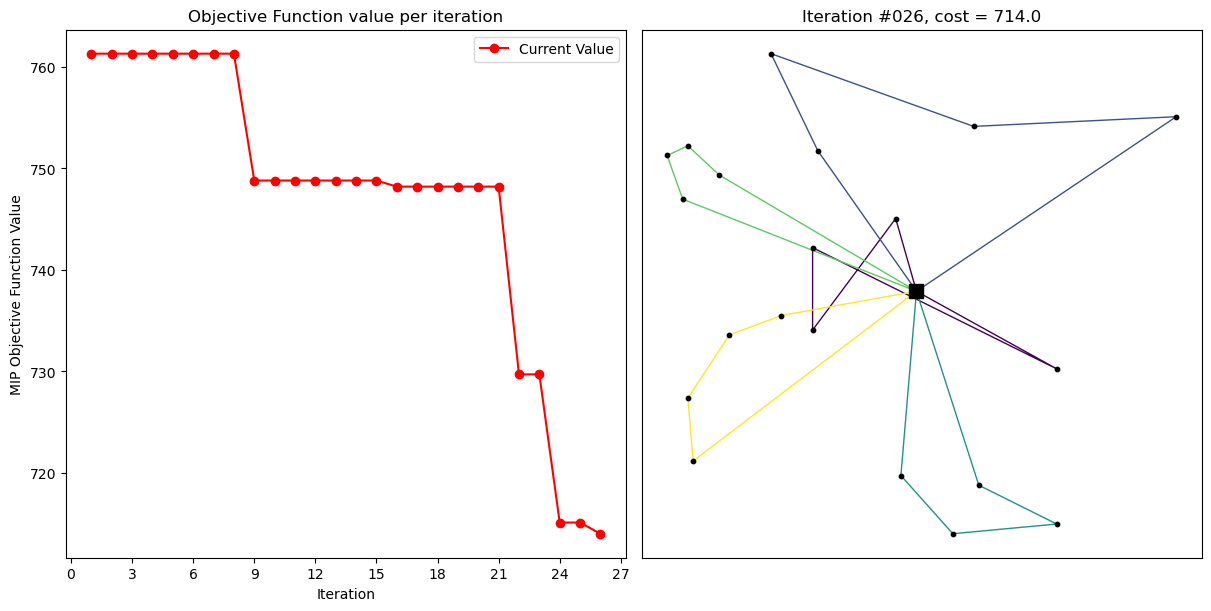 Objective Function value per iteration
Current Value
MIP Objective Function Value
760
750
740
730
720
0 3 6 9 12 15 18 21 24 27
Iteration
Iteration #026, cost = 714.0